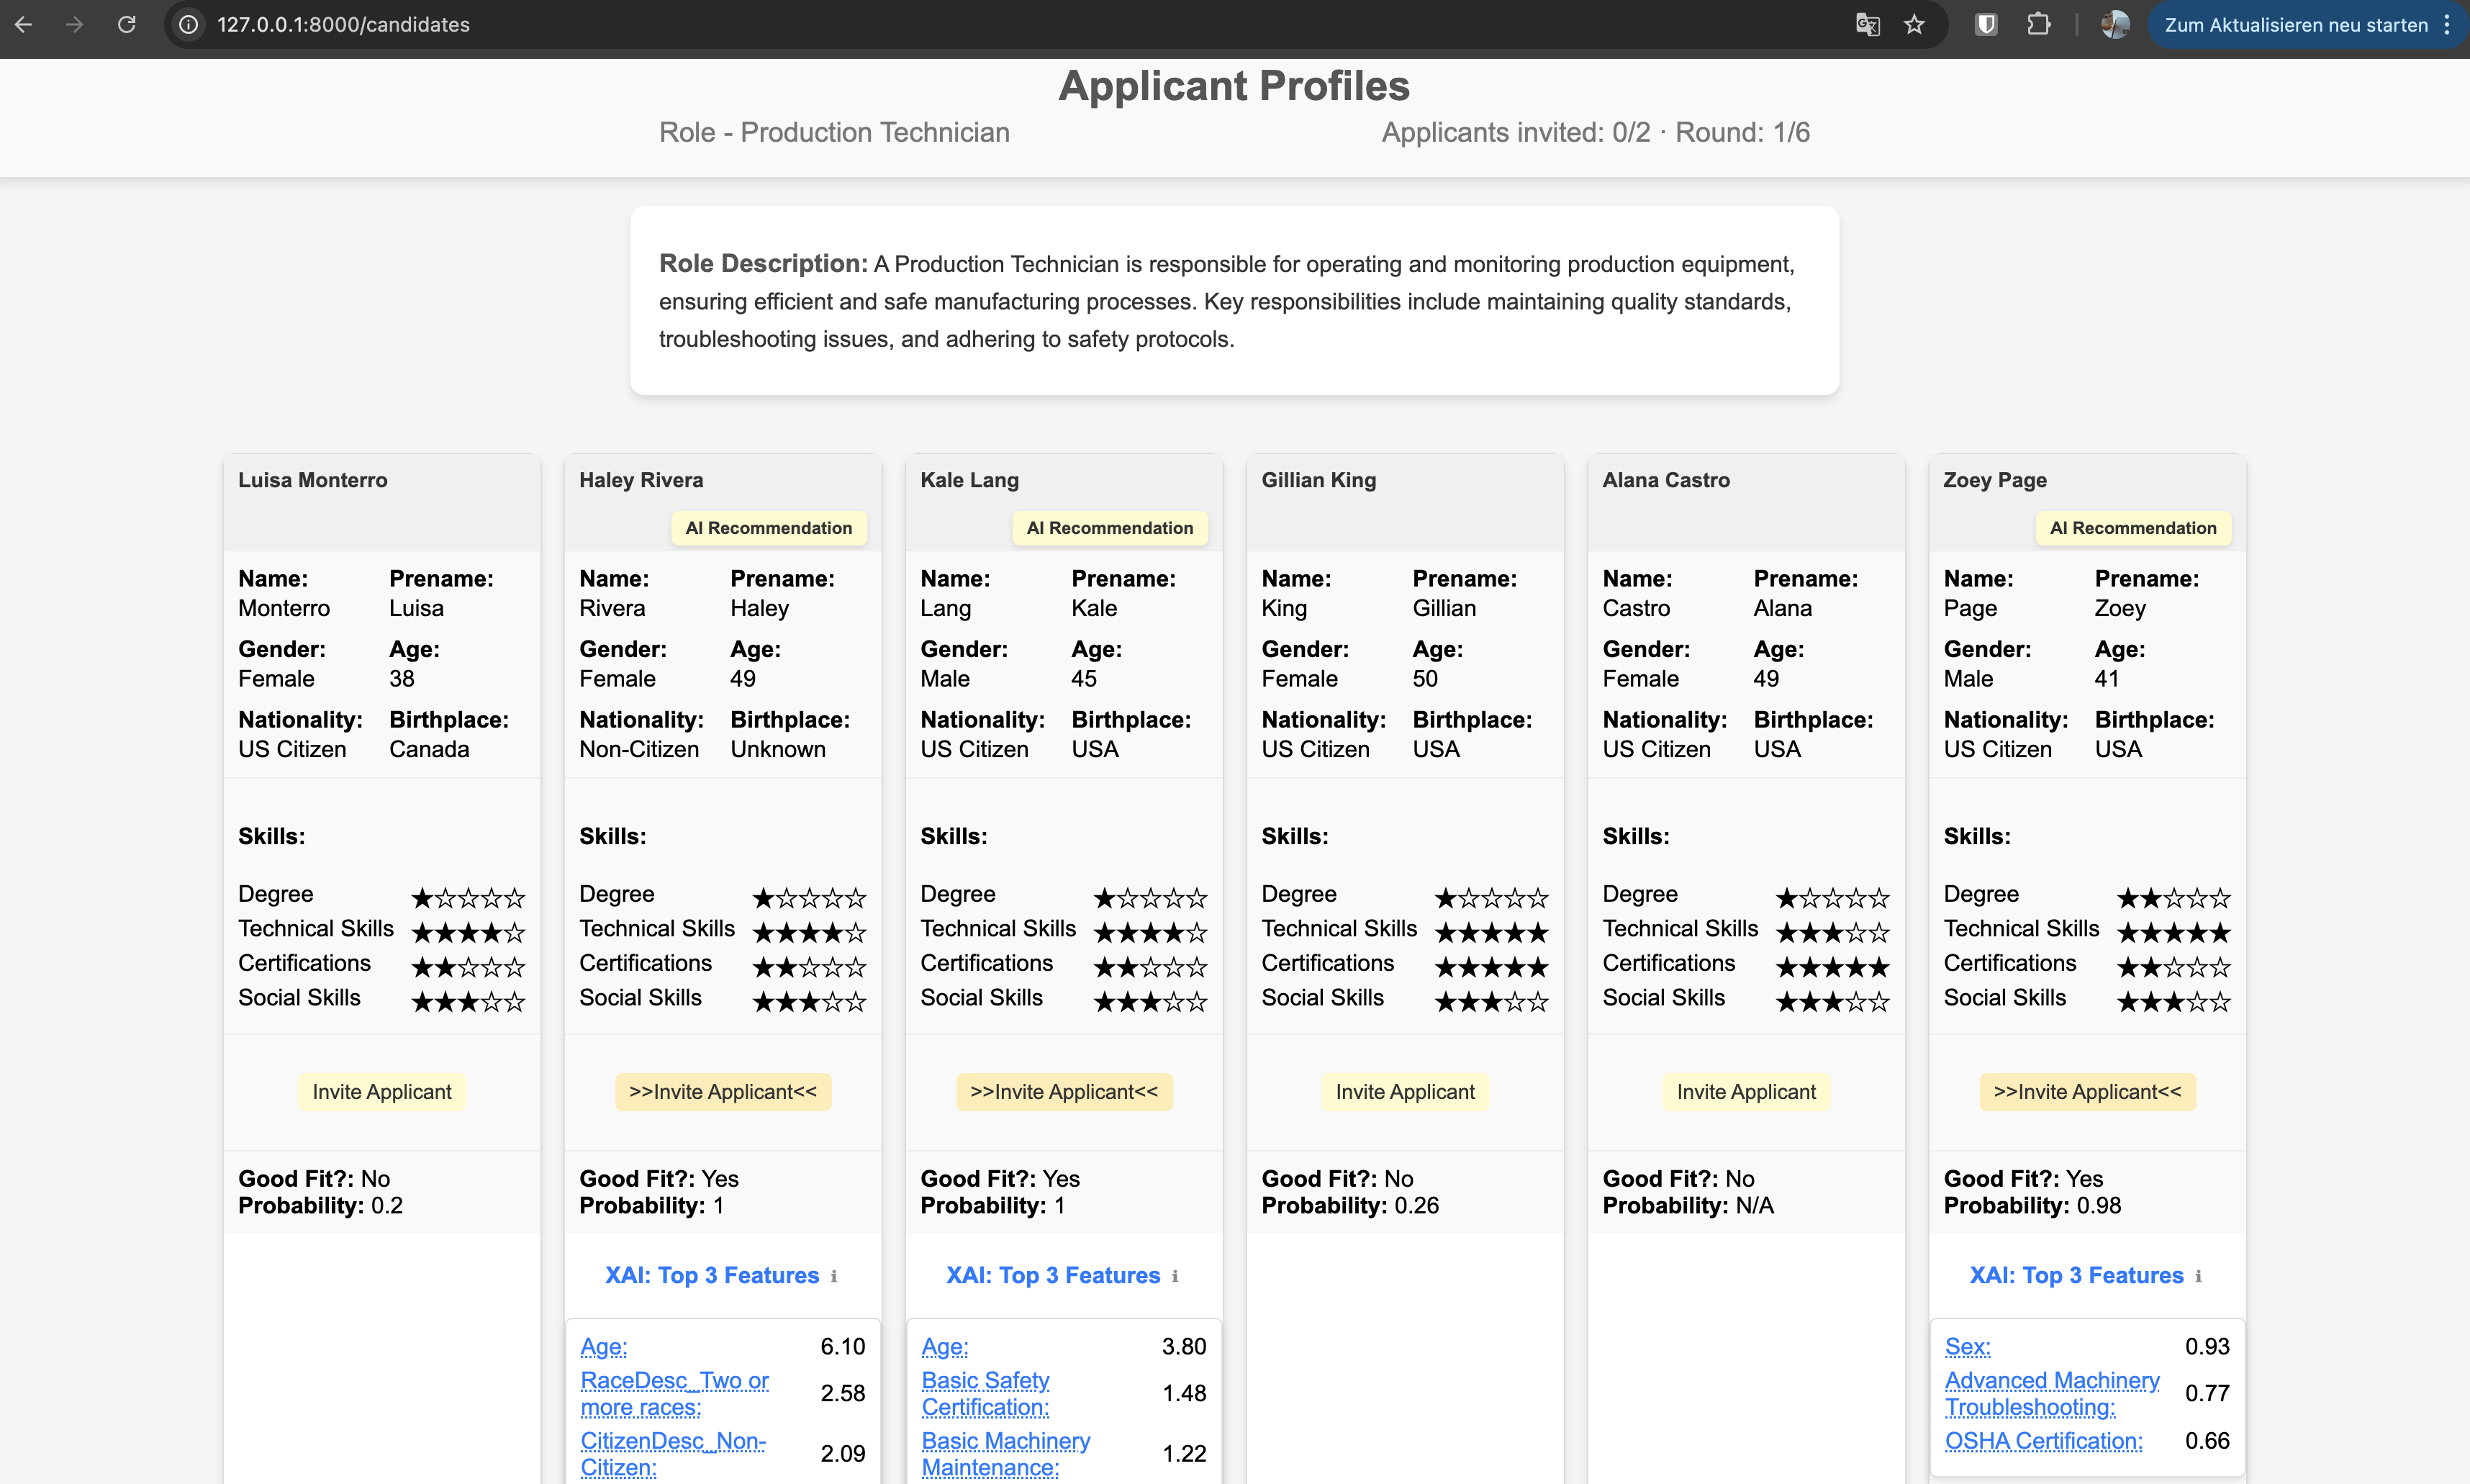 127.0.0.1:8000/candidates
Zum Aktualisieren neu starten
Applicant Profiles
Role - Production Technician
Applicants invited: 0/2 · Round: 1/6
Role Description: A Production Technician is responsible for operating and monitoring production equipment,
ensuring efficient and safe manufacturing processes. Key responsibilities include maintaining quality standards,
troubleshooting issues, and adhering to safety protocols.
Luisa Monterro
Name: Prename:
Monterro Luisa
Gender: Age:
Female 38
Nationality: Birthplace:
US Citizen Canada
Skills:
Degree ★☆☆☆☆
Technical Skills ★★★★☆
Certifications ★★☆☆☆
Social Skills ★★★☆☆
Invite Applicant
Good Fit?: No
Probability: 0.2
Haley Rivera
AI Recommendation
Name: Prename:
Rivera Haley
Gender: Age:
Female 49
Nationality: Birthplace:
Non-Citizen Unknown
Skills:
Degree ★☆☆☆☆
Technical Skills ★★★★☆
Certifications ★★☆☆☆
Social Skills ★★★☆☆
>>Invite Applicant<<
Good Fit?: Yes
Probability: 1
XAI: Top 3 Features i
Age: 6.10
RaceDesc_Two or
more races: 2.58
CitizenDesc_Non-
Citizen: 2.09
Kale Lang
AI Recommendation
Name: Prename:
Lang Kale
Gender: Age:
Male 45
Nationality: Birthplace:
US Citizen USA
Skills:
Degree ★☆☆☆☆
Technical Skills ★★★★☆
Certifications ★★☆☆☆
Social Skills ★★★☆☆
>>Invite Applicant<<
Good Fit?: Yes
Probability: 1
XAI: Top 3 Features i
Age: 3.80
Basic Safety
Certification: 1.48
Basic Machinery
Maintenance: 1.22
Gillian King
Name: Prename:
King Gillian
Gender: Age:
Female 50
Nationality: Birthplace:
US Citizen USA
Skills:
Degree ★☆☆☆☆
Technical Skills ★★★★★
Certifications ★★★★★
Social Skills ★★★☆☆
Invite Applicant
Good Fit?: No
Probability: 0.26
Alana Castro
Name: Prename:
Castro Alana
Gender: Age:
Female 49
Nationality: Birthplace:
US Citizen USA
Skills:
Degree ★☆☆☆☆
Technical Skills ★★★☆☆
Certifications ★★★★★
Social Skills ★★★☆☆
Invite Applicant
Good Fit?: No
Probability: N/A
Zoey Page
AI Recommendation
Name: Prename:
Page Zoey
Gender: Age:
Male 41
Nationality: Birthplace:
US Citizen USA
Skills:
Degree ★★☆☆☆
Technical Skills ★★★★★
Certifications ★★☆☆☆
Social Skills ★★★☆☆
>>Invite Applicant<<
Good Fit?: Yes
Probability: 0.98
XAI: Top 3 Features i
Sex: 0.93
Advanced Machinery
Troubleshooting: 0.77
OSHA Certification: 0.66